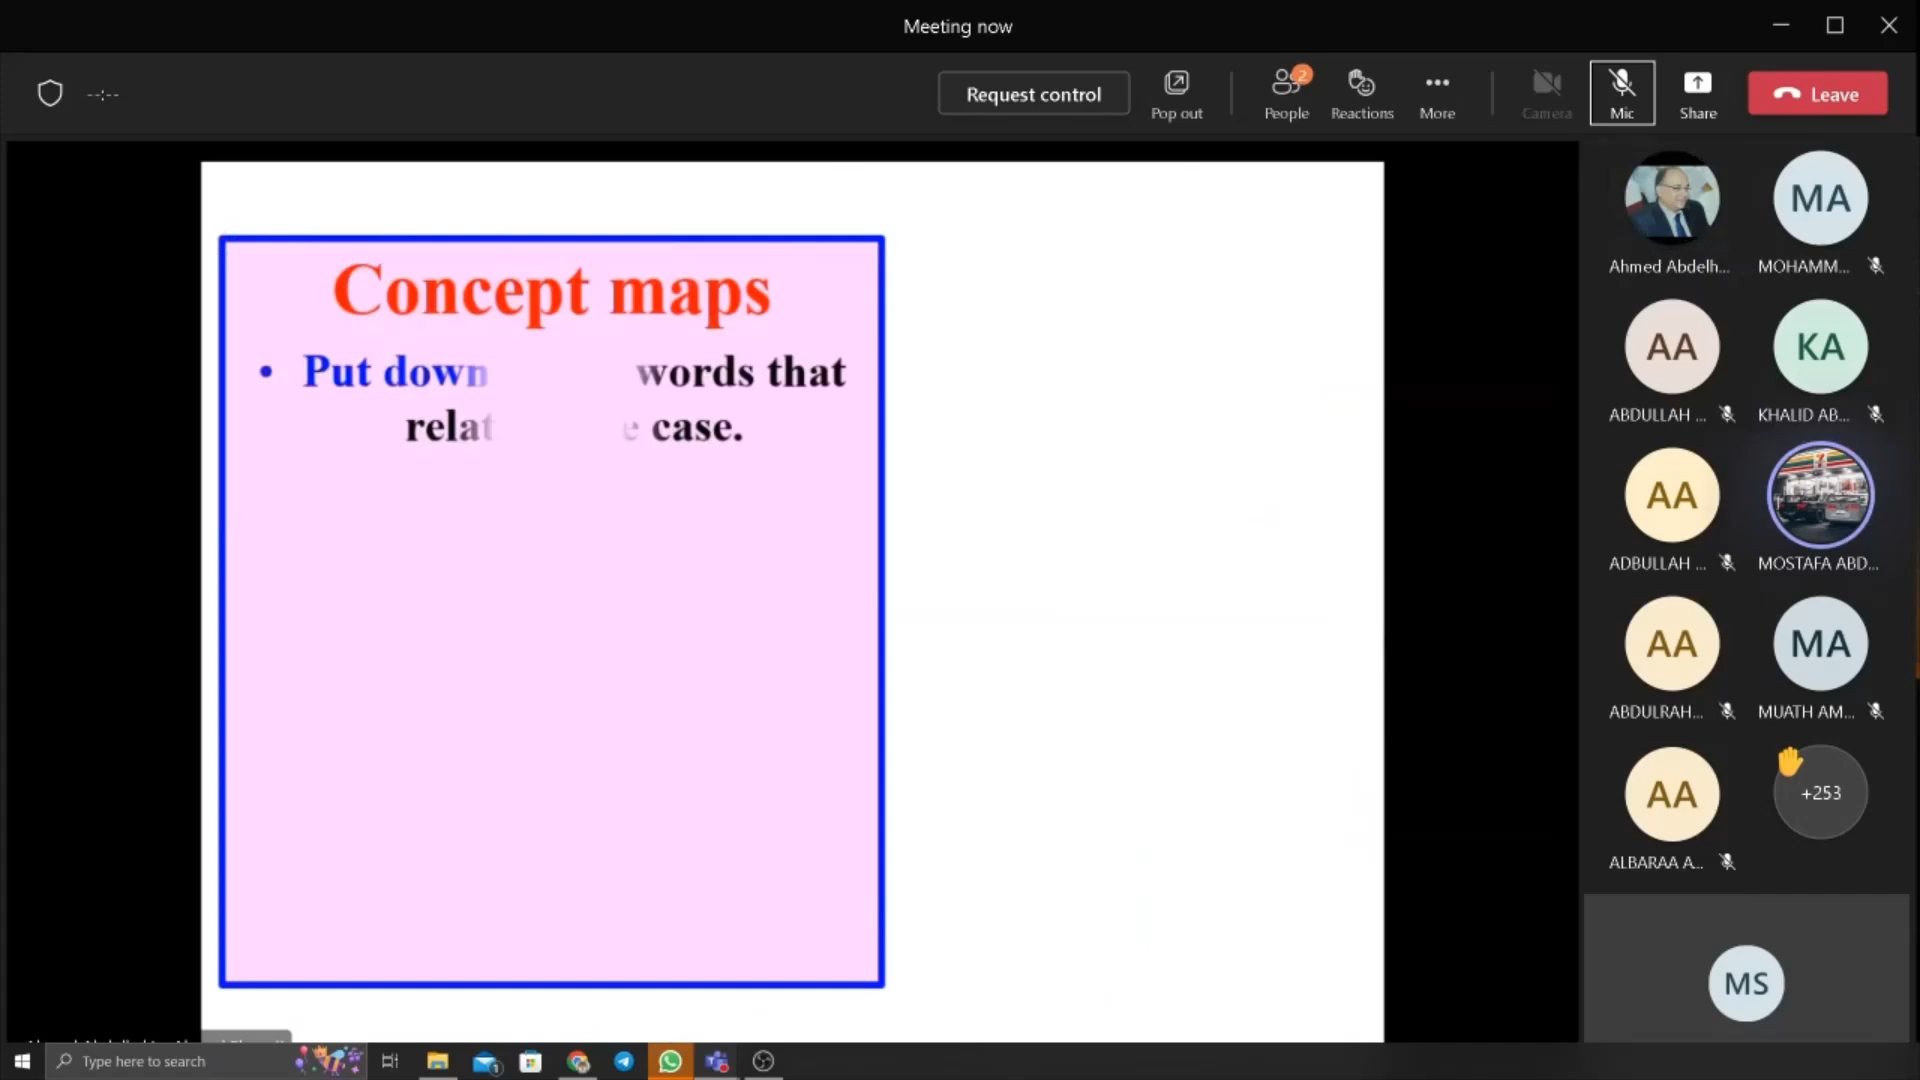 Meeting now
--:--
Request control
Pop out
2
People
Reactions
More
Camera
Mic
Share
Leave
Concept maps
• Put down words that
case.
Ahmed Abdelh...
MA
MOHAMM...
AA
ABDULLAH ...
KA
KHALID AB...
AA
ADBULLAH ...
MOSTAFA ABD...
AA
ABDULRAH...
MA
MUATH AM...
AA
ALBARAA A...
+253
MS
Type here to search
1